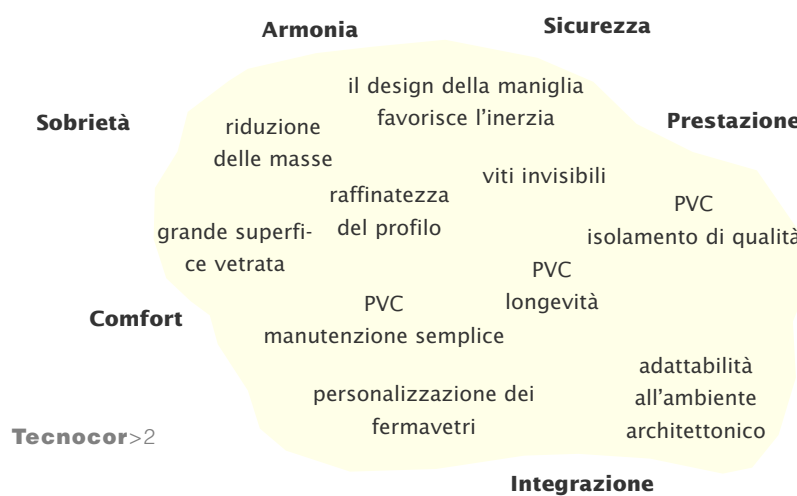 Armonia
Sicurezza
il design della maniglia
favorisce l'inerzia
Sobrietà
riduzione
delle masse
Prestazione
viti invisibili
raffinatezza
del profilo
PVC
isolamento di qualità
grande superfi-
ce vetrata
PVC
longevità
Comfort
PVC
manutenzione semplice
adattabilità
all'ambiente
architettonico
personalizzazione dei
fermavetri
Tecnocor>2
Integrazione